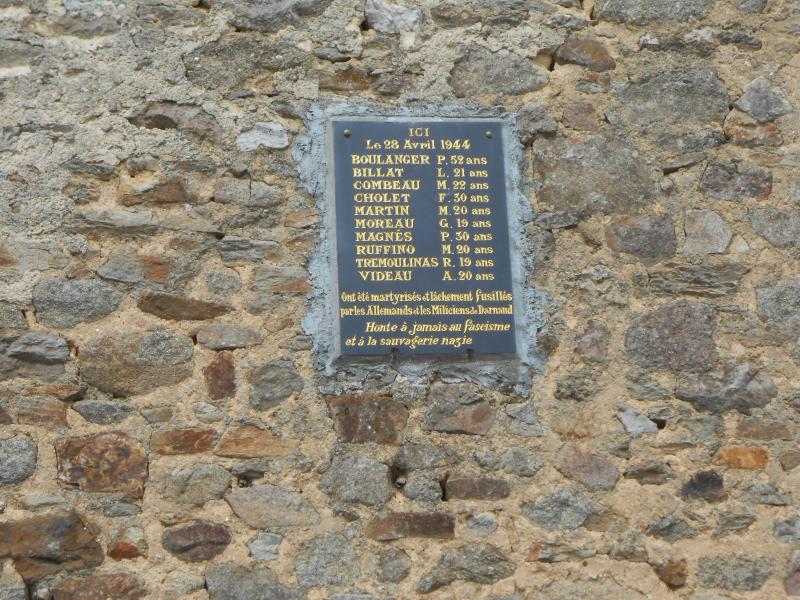 ICI
Le 28 Avril 1944
BOULANGER P. 52 ans
BILLAT L. 21 ans
COMBEAU M. 22 ans
CHOLET F. 30 ans
MARTIN M. 20 ans
MOREAU G. 19 ans
MAGNÈS P. 30 ans
RUFFINO M. 20 ans
TREMOULINAS R. 19 ans
VIDEAU A. 20 ans
Ont été martyrisés et lâchement fusillés
par les Allemands et les Miliciens de Darnand
Honte à jamais au fascisme
et à la sauvagerie nazie